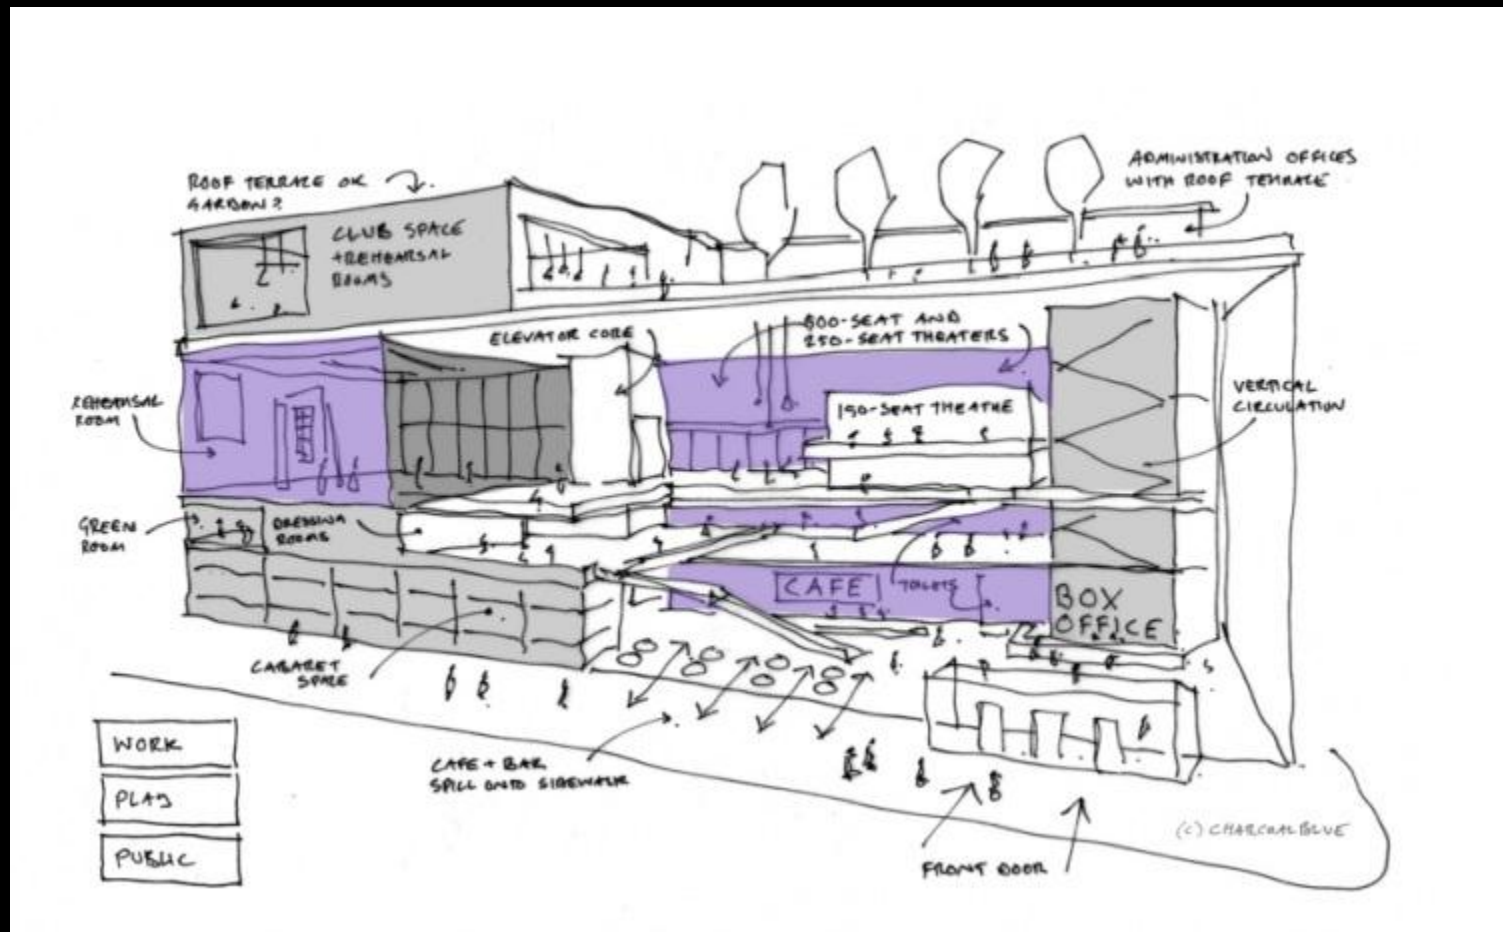 ROOF TERRACE OR
GARDEN?
CLUB SPACE
+REHEARSAL
ROOMS
ADMINISTRATION OFFICES
WITH ROOF TERRACE
ELEVATOR CORE
800-SEAT AND
250-SEAT THEATERS
150-SEAT THEATRE
VERTICAL
CIRCULATION
REHEARSAL
ROOM
GREEN
ROOM
DRESSING
ROOMS
CAFE
TOILETS
BOX
OFFICE
CABARET
SPACE
CAFE + BAR
SPILL ONTO SIDEWALK
WORK
PLAY
PUBLIC
FRONT DOOR
(C) CHARCOALBLUE